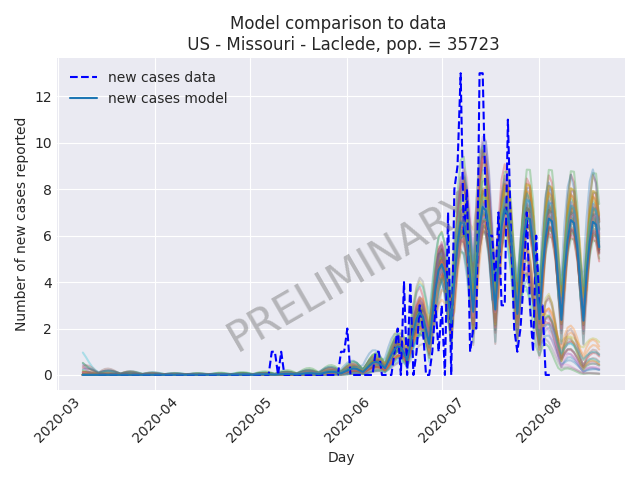 Model comparison to data
US - Missouri - Laclede, pop. = 35723
new cases data
new cases model
PRELIMINARY
Number of new cases reported
12
10
8
6
4
2
0
2020-03
2020-04
2020-05
2020-06
2020-07
2020-08
Day